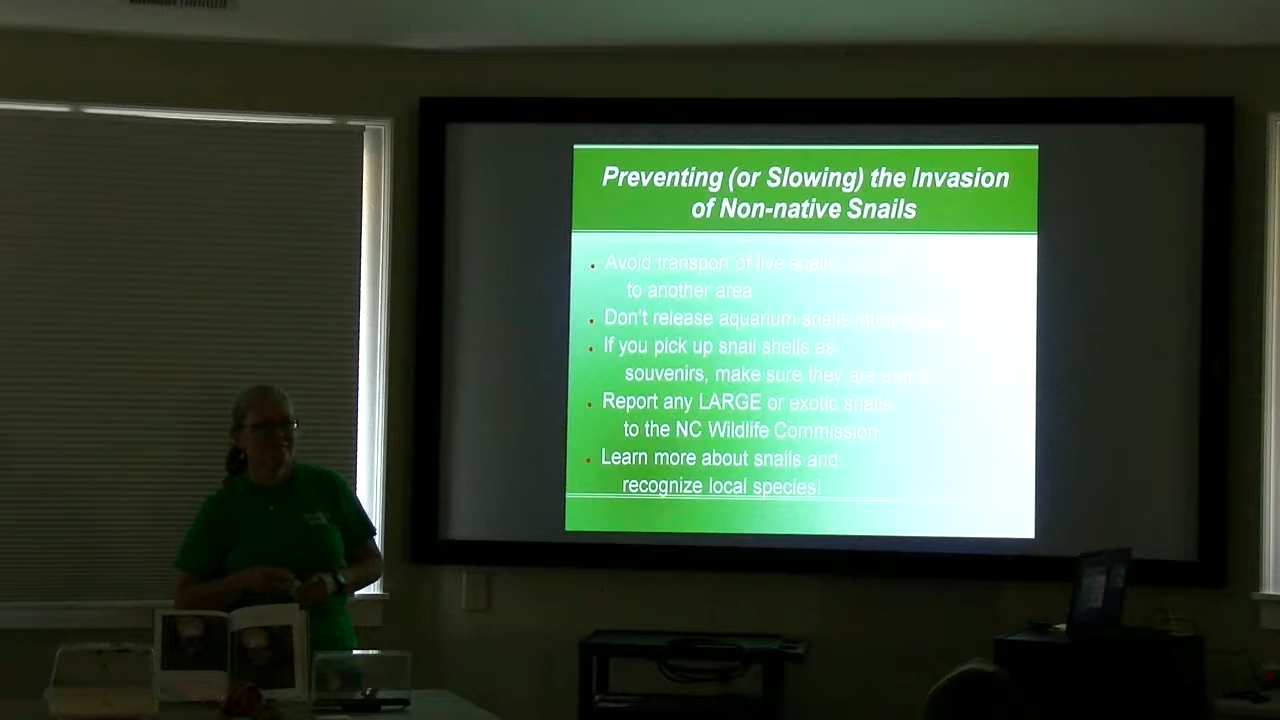 Preventing (or Slowing) the Invasion
of Non-native Snails
Avoid transport of live snails
to another area
Don't release aquarium snails into
If you pick up snail shells as
souvenirs, make sure they are
Report any LARGE or exotic snails
to the NC Wildlife Commission
Learn more about snails and
recognize local species!